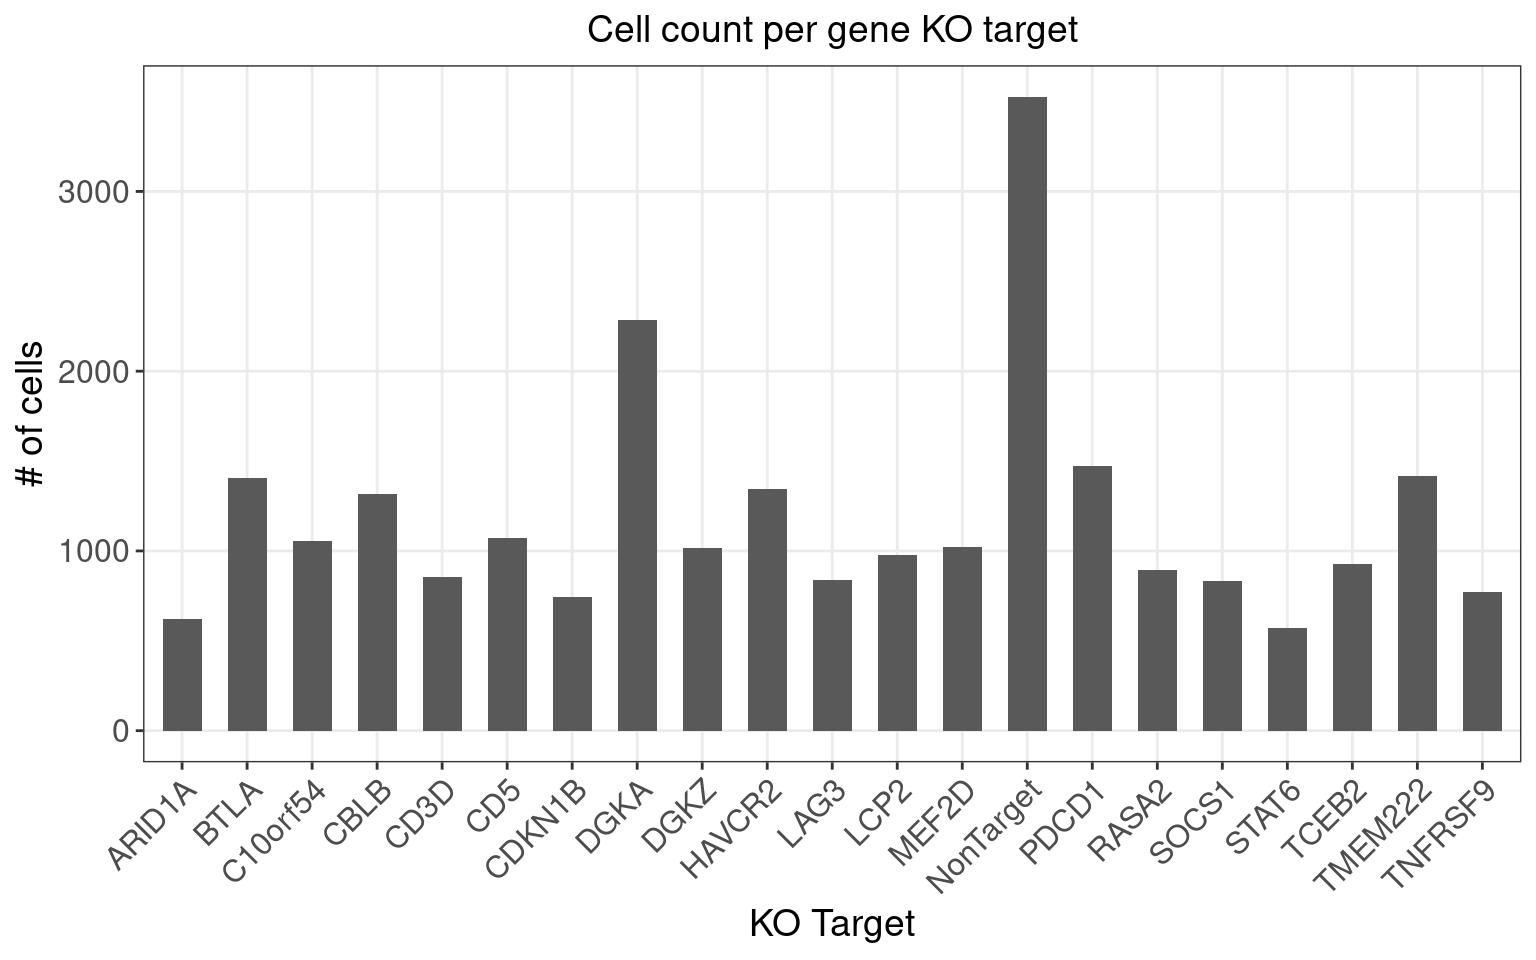 Cell count per gene KO target
# of cells
3000
2000
1000
0
ARID1A
BTLA
C10orf54
CBLB
CD3D
CD5
CDKN1B
DGKA
DGKZ
HAVCR2
LAG3
LCP2
MEF2D
NonTarget
PDCD1
RASA2
SOCS1
STAT6
TCEB2
TMEM222
TNFRSF9
KO Target